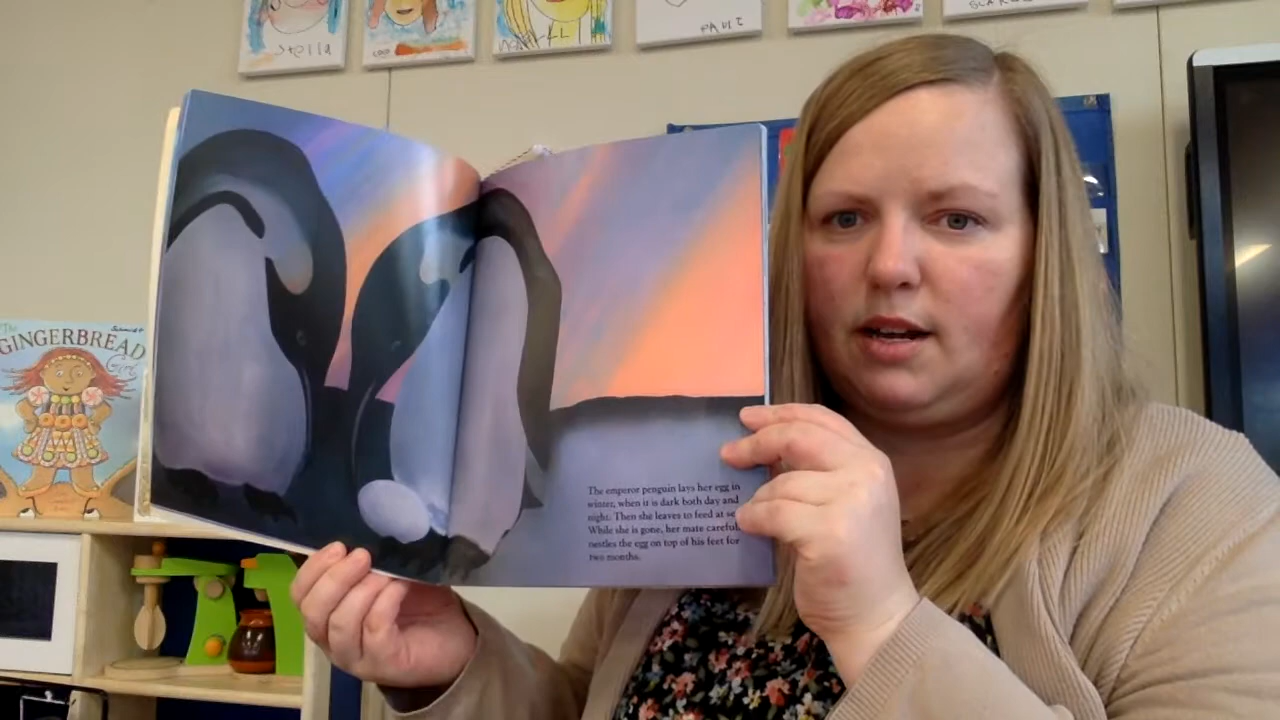 stella
PAUL
The
GINGERBREAD
Girl
The emperor penguin lays her egg in
winter, when it is dark both day and
night. Then she leaves to feed at se
While she is gone, her mate careful
nestles the egg on top of his feet for
two months.